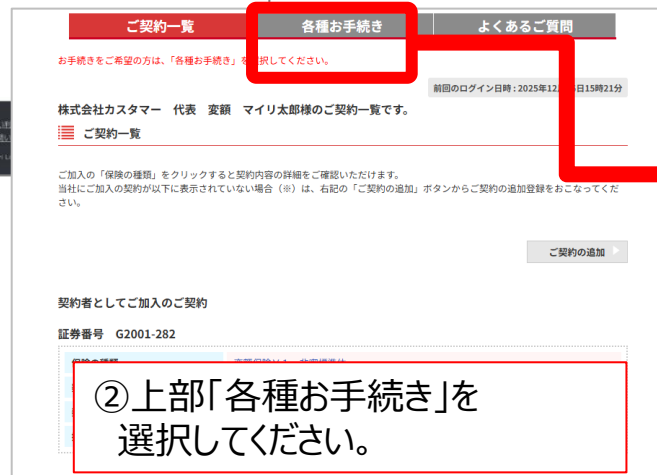 ご契約一覧
各種お手続き
よくあるご質問
お手続きをご希望の方は、「各種お手続き」を 択してください。
前回のログイン日時：2025年12 日15時21分
株式会社カスタマー 代表 変額 マイリ太郎様のご契約一覧です。
ご契約一覧
ご加入の「保険の種類」をクリックすると契約内容の詳細をご確認いただけます。
当社にご加入の契約が以下に表示されていない場合（※）は、右記の「ご契約の追加」ボタンからご契約の追加登録をおこなってくだ
さい。
ご契約の追加
契約者としてご加入のご契約
証券番号 G2001-282
②上部「各種お手続き」を
選択してください。